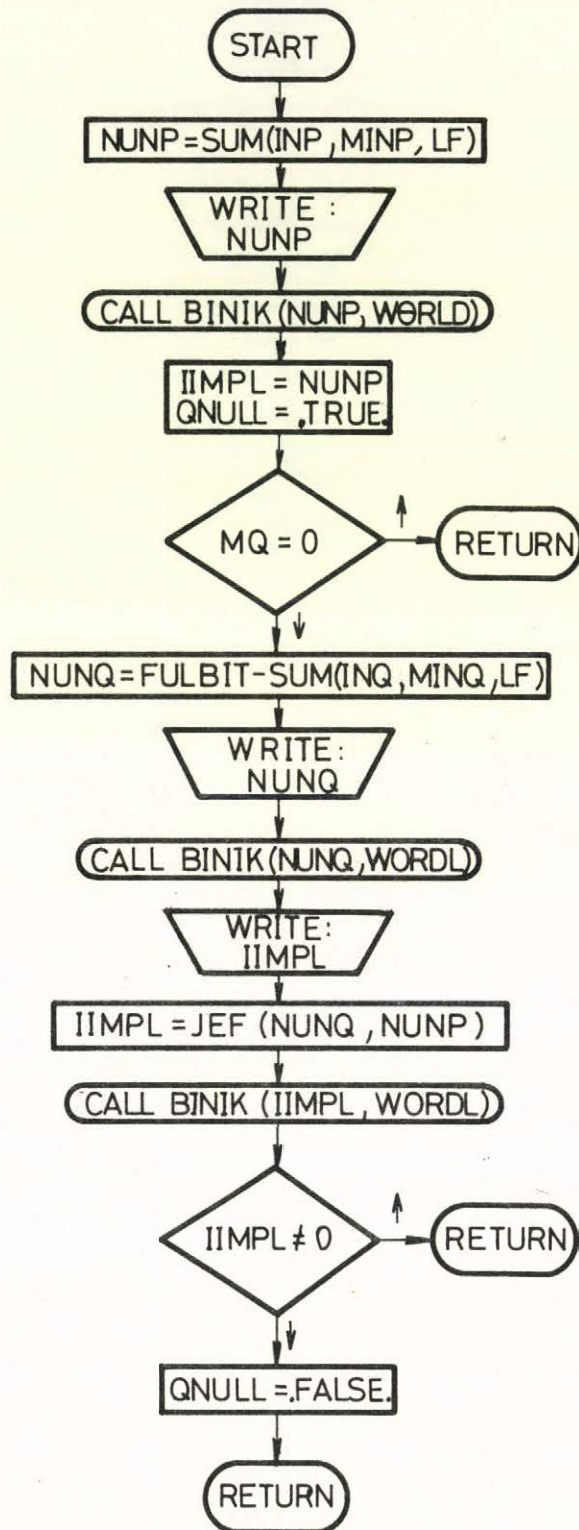 START
NUNP=SUM(INP,MINP,LF)
WRITE:
NUNP
CALL BINIK(NUNP,WORLD)
IIMPL=NUNP
QNULL=.TRUE.
MQ=0
↑
RETURN
↓
NUNQ=FULBIT-SUM(INQ,MINQ,LF)
WRITE:
NUNQ
CALL BINIK(NUNQ,WORDL)
WRITE:
IIMPL
IIMPL=JEF(NUNQ,NUNP)
CALL BINIK(IIMPL,WORDL)
IIMPL≠0
↑
RETURN
↓
QNULL=.FALSE.
RETURN